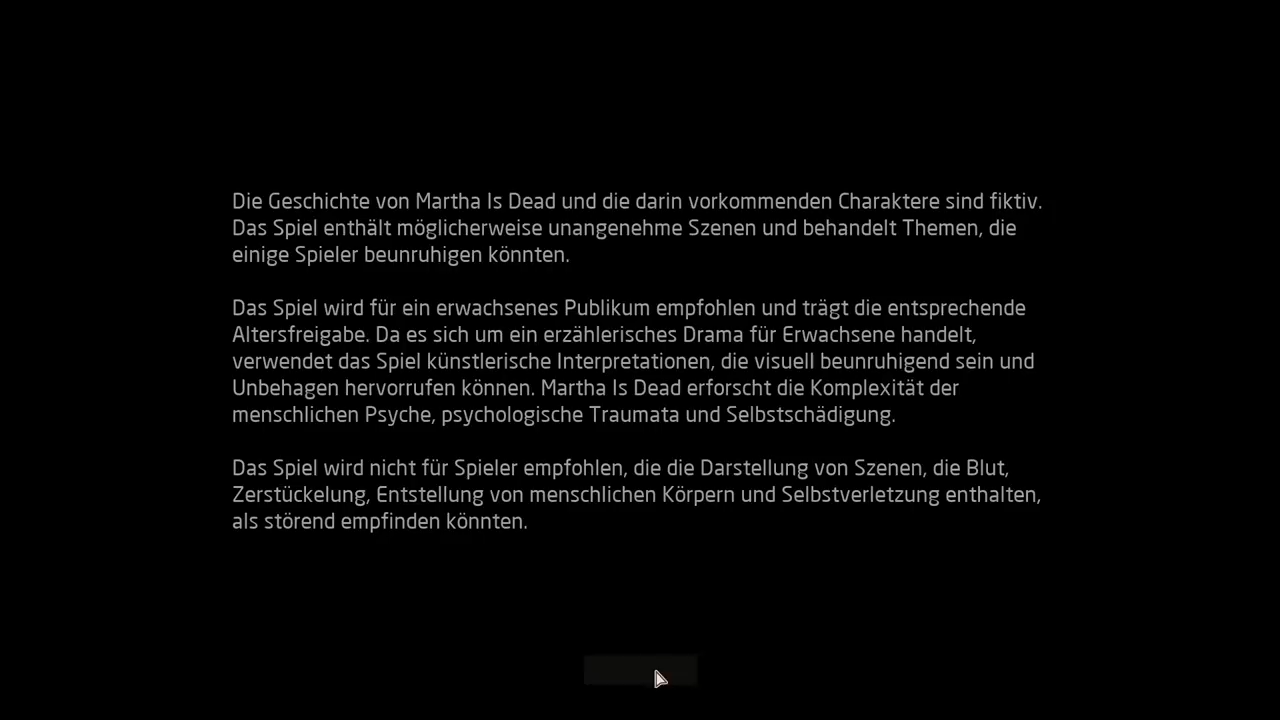 Die Geschichte von Martha Is Dead und die darin vorkommenden Charaktere sind fiktiv.
Das Spiel enthält möglicherweise unangenehme Szenen und behandelt Themen, die
einige Spieler beunruhigen könnten.
Das Spiel wird für ein erwachsenes Publikum empfohlen und trägt die entsprechende
Altersfreigabe. Da es sich um ein erzählerisches Drama für Erwachsene handelt,
verwendet das Spiel künstlerische Interpretationen, die visuell beunruhigend sein und
Unbehagen hervorrufen können. Martha Is Dead erforscht die Komplexität der
menschlichen Psyche, psychologische Traumata und Selbstschädigung.
Das Spiel wird nicht für Spieler empfohlen, die die Darstellung von Szenen, die Blut,
Zerstückelung, Entstellung von menschlichen Körpern und Selbstverletzung enthalten,
als störend empfinden könnten.